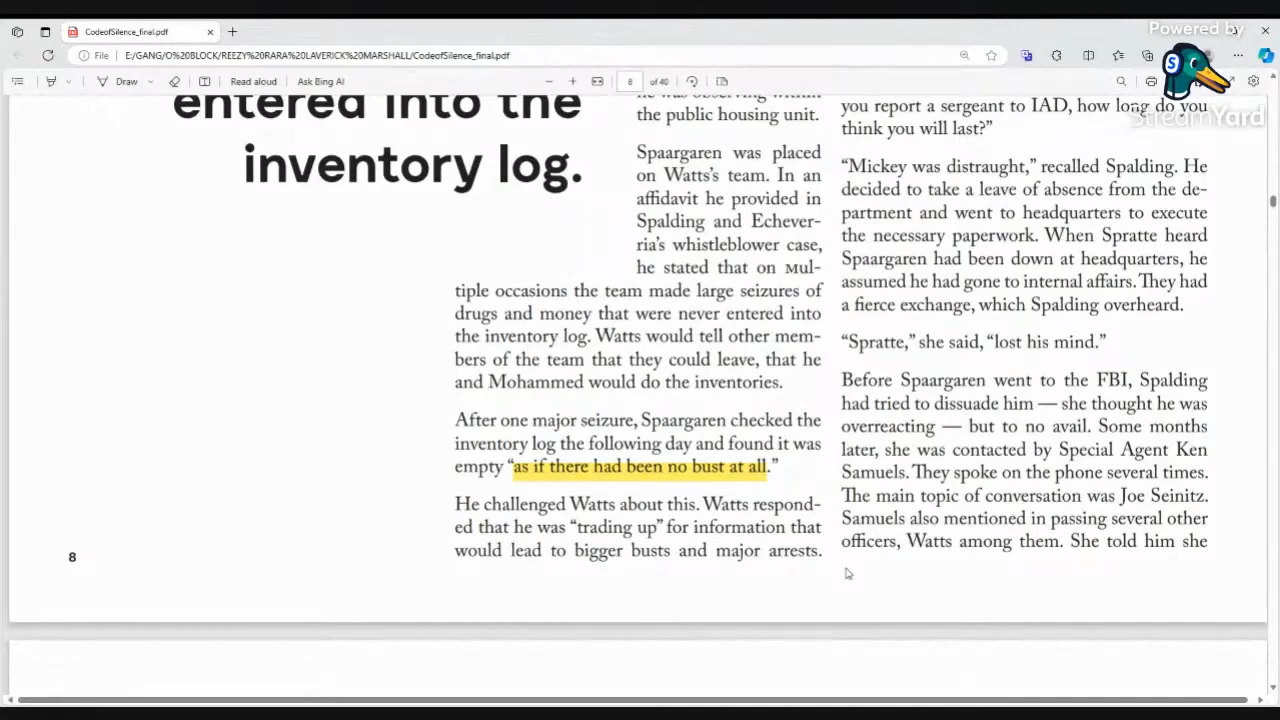 Powered by
StreamYard
CodeofSilence_final.pdf
File
E:/GANG/O%20BLOCK/REEZY%20RARA%20LAVERICK%20MARSHALL/CodeofSilence_final.pdf
Draw
Read aloud
Ask Bing AI
8
of 40
entered into the
inventory log.
he was observing within
the public housing unit.
Spaargaren was placed
on Watts's team. In an
affidavit he provided in
Spalding and Echever-
ria's whistleblower case,
he stated that on мul-
tiple occasions the team made large seizures of
drugs and money that were never entered into
the inventory log. Watts would tell other mem-
bers of the team that they could leave, that he
and Mohammed would do the inventories.
After one major seizure, Spaargaren checked the
inventory log the following day and found it was
empty “as if there had been no bust at all.”
He challenged Watts about this. Watts respond-
ed that he was “trading up” for information that
would lead to bigger busts and major arrests.
you report a sergeant to IAD, how long do you
think you will last?”
“Mickey was distraught,” recalled Spalding. He
decided to take a leave of absence from the de-
partment and went to headquarters to execute
the necessary paperwork. When Spratte heard
Spaargaren had been down at headquarters, he
assumed he had gone to internal affairs. They had
a fierce exchange, which Spalding overheard.
“Spratte,” she said, “lost his mind.”
Before Spaargaren went to the FBI, Spalding
had tried to dissuade him — she thought he was
overreacting — but to no avail. Some months
later, she was contacted by Special Agent Ken
Samuels. They spoke on the phone several times.
The main topic of conversation was Joe Seinitz.
Samuels also mentioned in passing several other
officers, Watts among them. She told him she
8